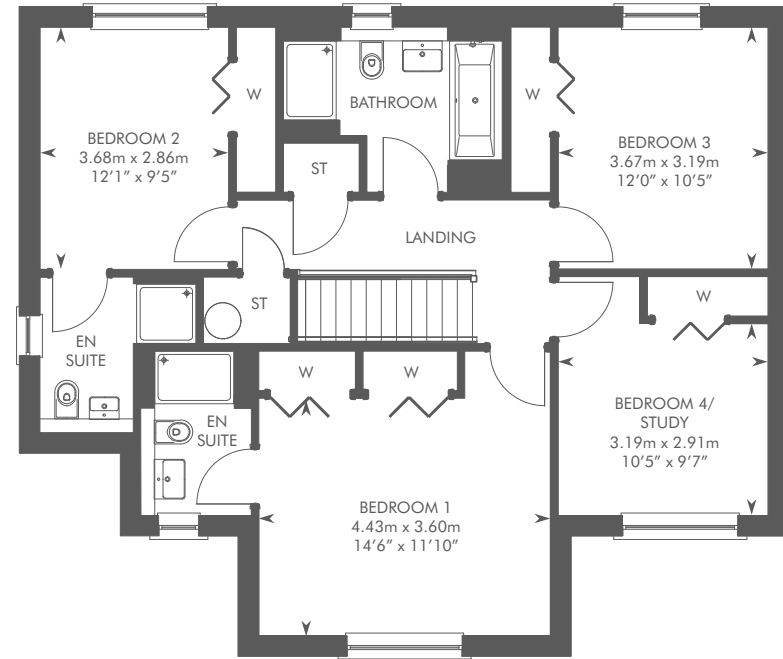 BEDROOM 2
3.68m x 2.86m
12’1” x 9’5”
W
BATHROOM
W
BEDROOM 3
3.67m x 3.19m
12’0” x 10’5”
ST
LANDING
EN
SUITE
ST
W
W
W
EN
SUITE
BEDROOM 4/
STUDY
3.19m x 2.91m
10’5” x 9’7”
BEDROOM 1
4.43m x 3.60m
14’6” x 11’10”